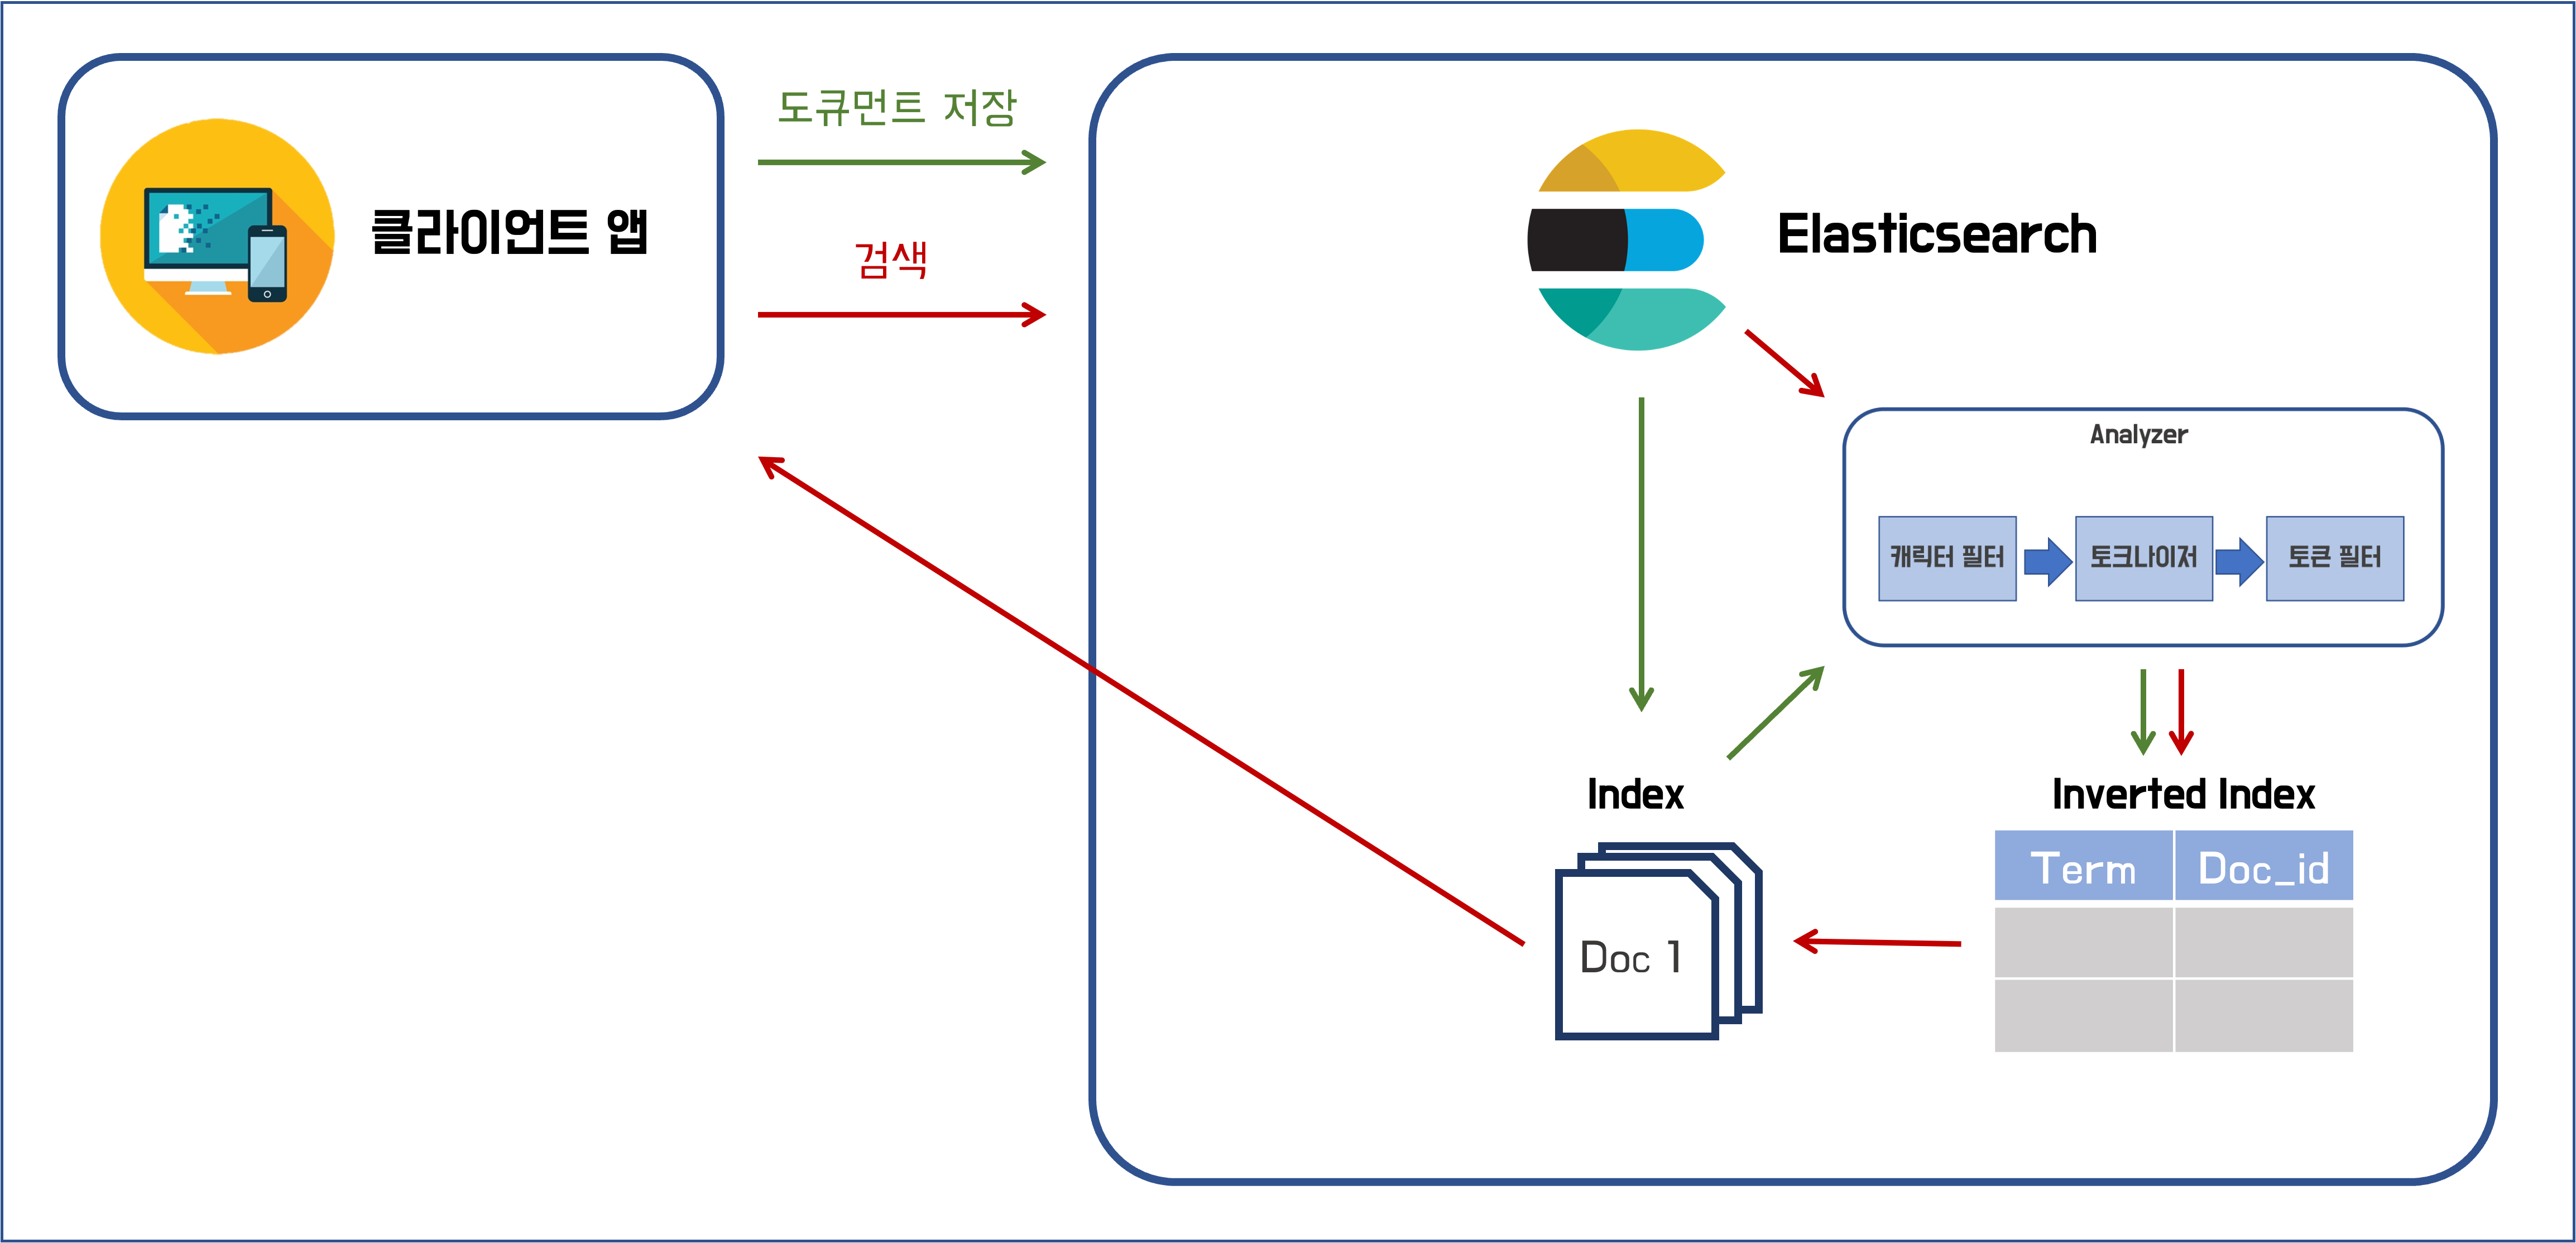 도큐먼트 저장
클라이언트 앱
검색
Elasticsearch
Analyzer
캐릭터 필터
토크나이저
토큰 필터
Index
Inverted Index
Term
Doc_id
Doc 1